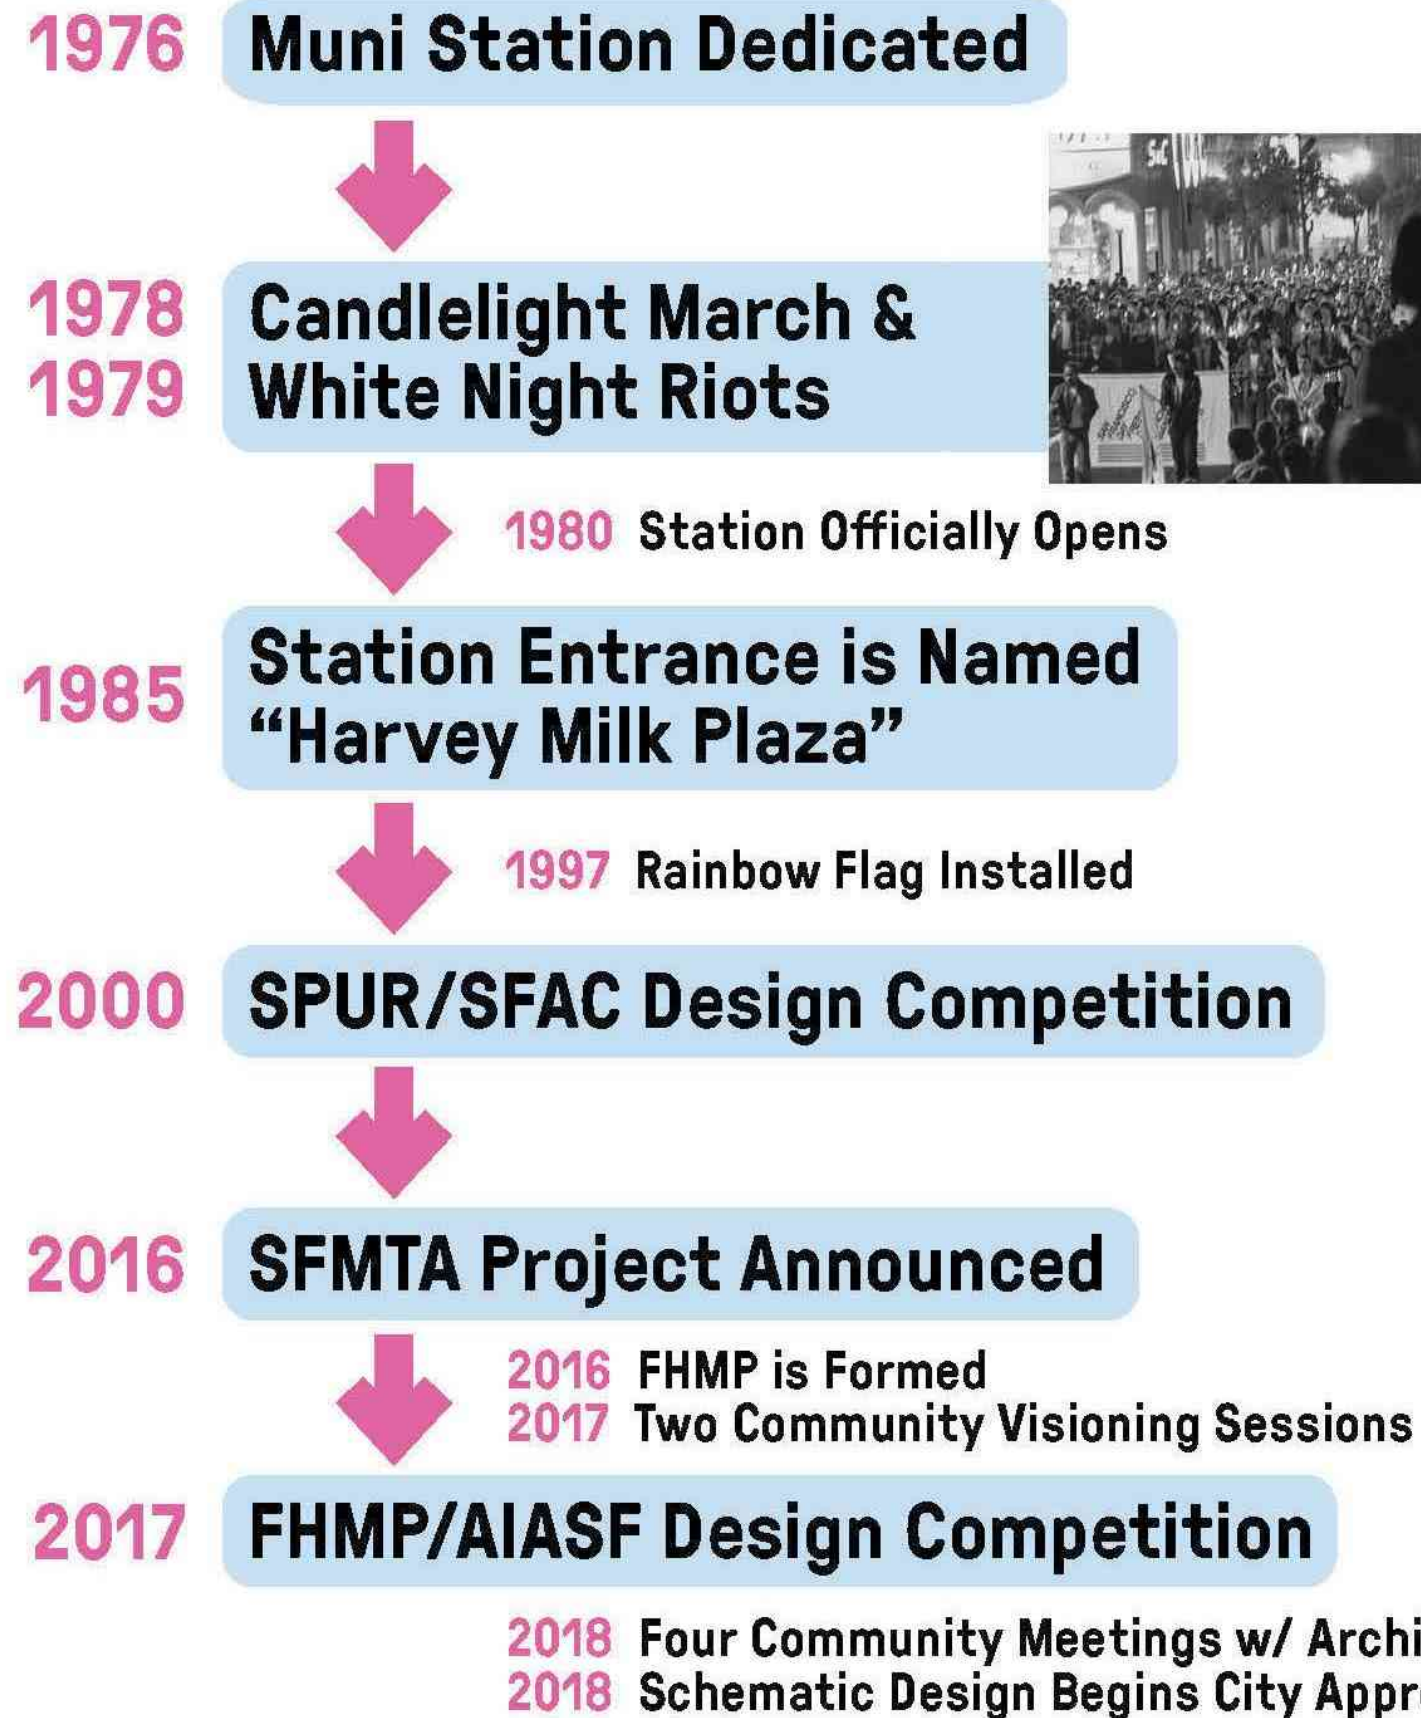 1976 Muni Station Dedicated
1978 Candlelight March &
1979 White Night Riots
1980 Station Officially Opens
1985 Station Entrance is Named
“Harvey Milk Plaza”
1997 Rainbow Flag Installed
2000 SPUR/SFAC Design Competition
2016 SFMTA Project Announced
2016 FHMP is Formed
2017 Two Community Visioning Sessions
2017 FHMP/AIASF Design Competition
2018 Four Community Meetings w/
2018 Schematic Design Begins City